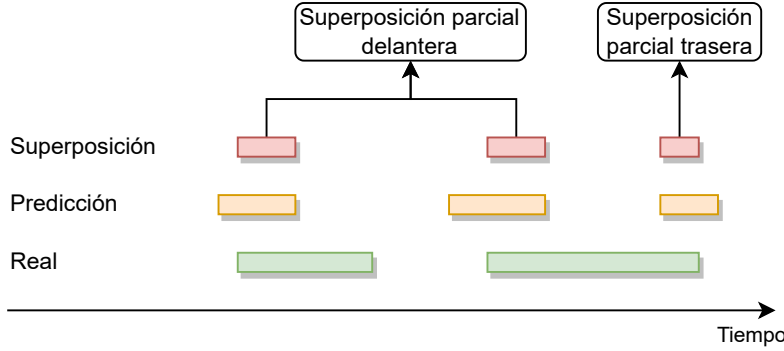 Superposición parcial
delantera
Superposición
parcial trasera
Superposición
Predicción
Real
Tiempo